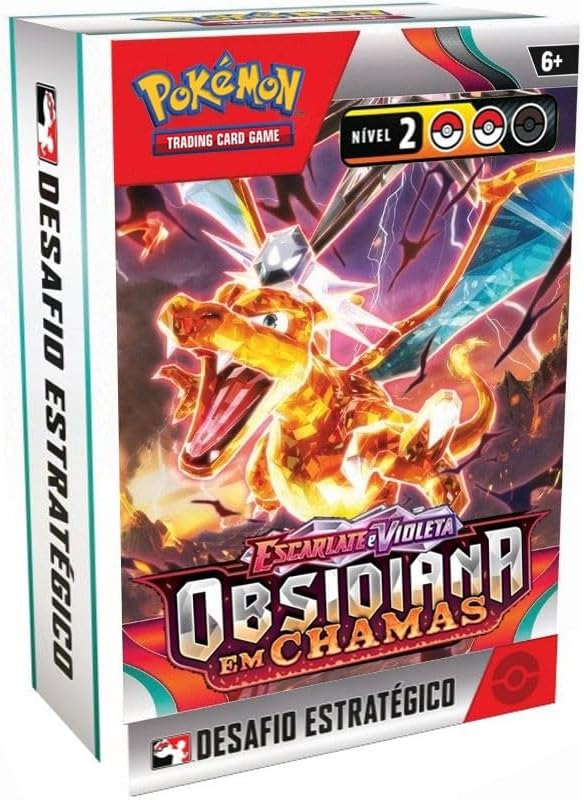 POKÉMON
TRADING CARD GAME
6+
NÍVEL 2
DESAFIO ESTRATÉGICO
ESCARLATE e VIOLETA
OBSIDIANA
EM CHAMAS
DESAFIO ESTRATÉGICO